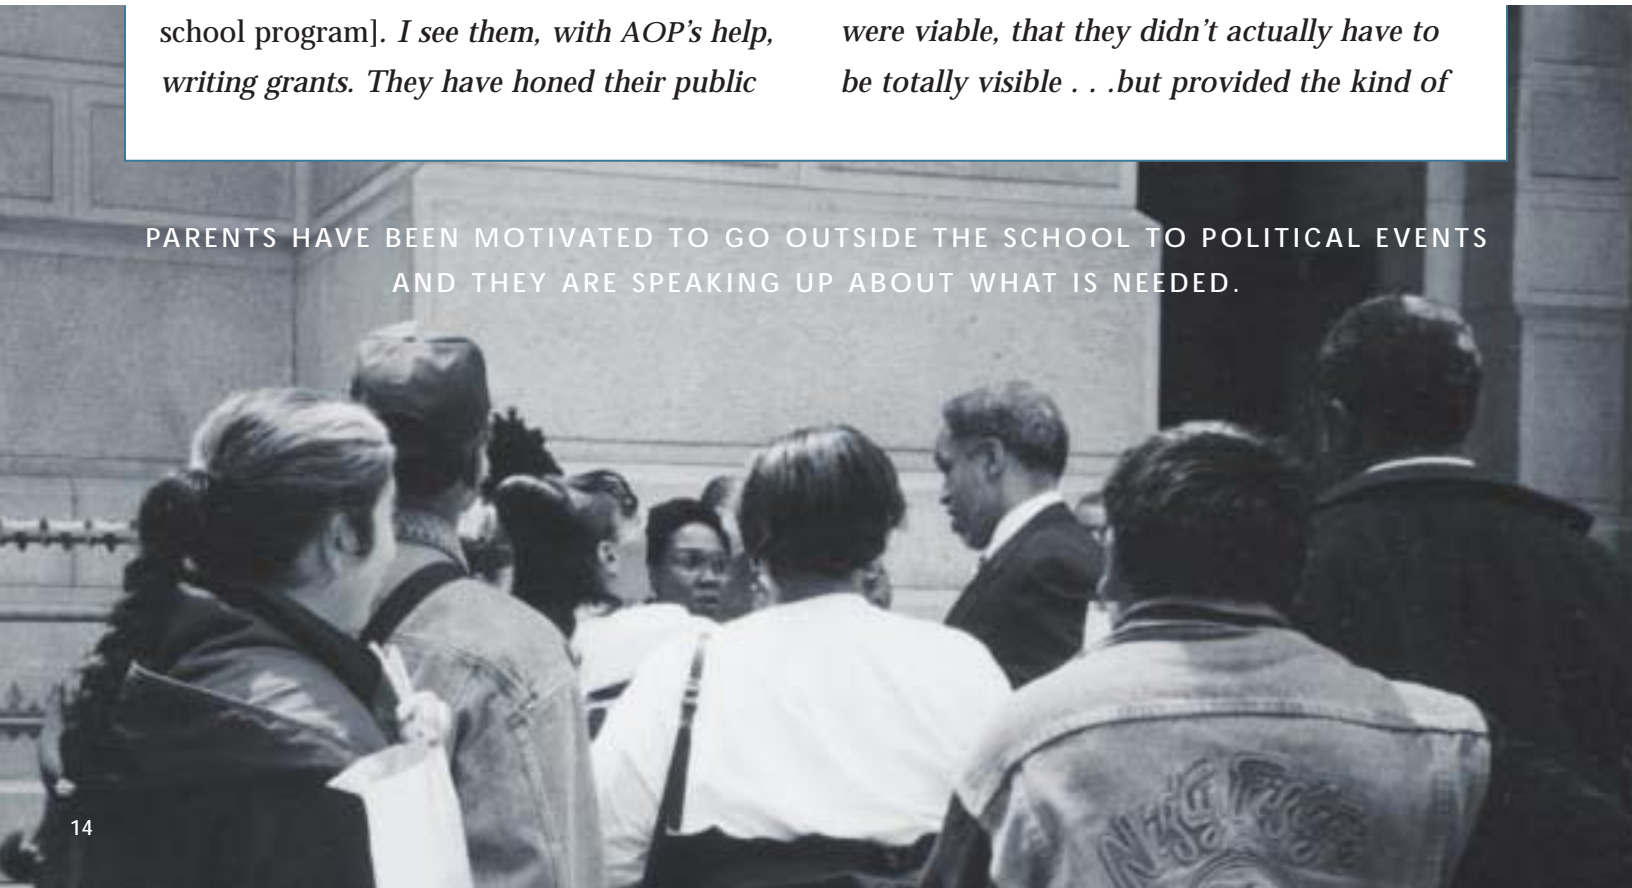 school program]. I see them, with AOP's help,
writing grants. They have honed their public
were viable, that they didn't actually have to
be totally visible . . .but provided the kind of
PARENTS HAVE BEEN MOTIVATED TO GO OUTSIDE THE SCHOOL TO POLITICAL EVENTS
AND THEY ARE SPEAKING UP ABOUT WHAT IS NEEDED.
14